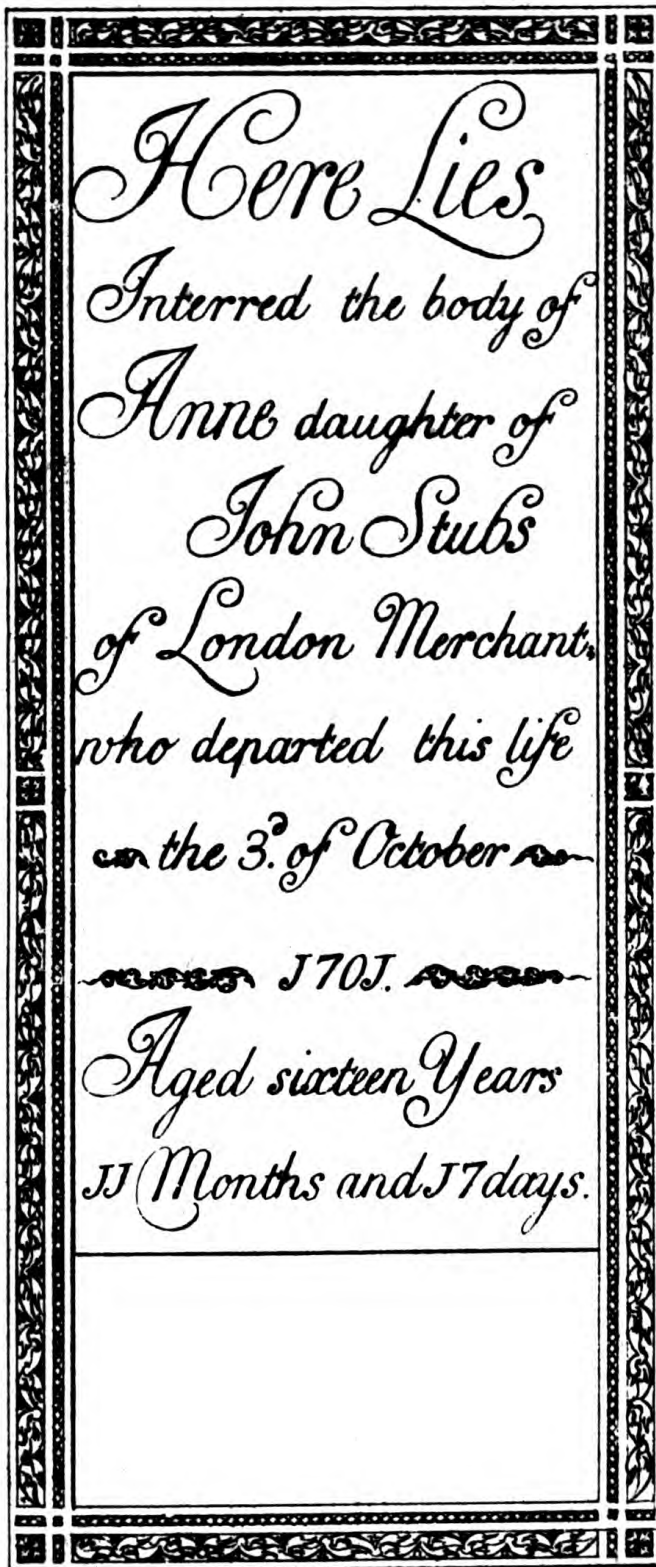 Here Lies
Interred the body of
Anne daughter of
John Stubs
of London Merchant,
who departed this life
the 3.d of October
J70J.
Aged sixteen Years
JJ Months and J7 days.